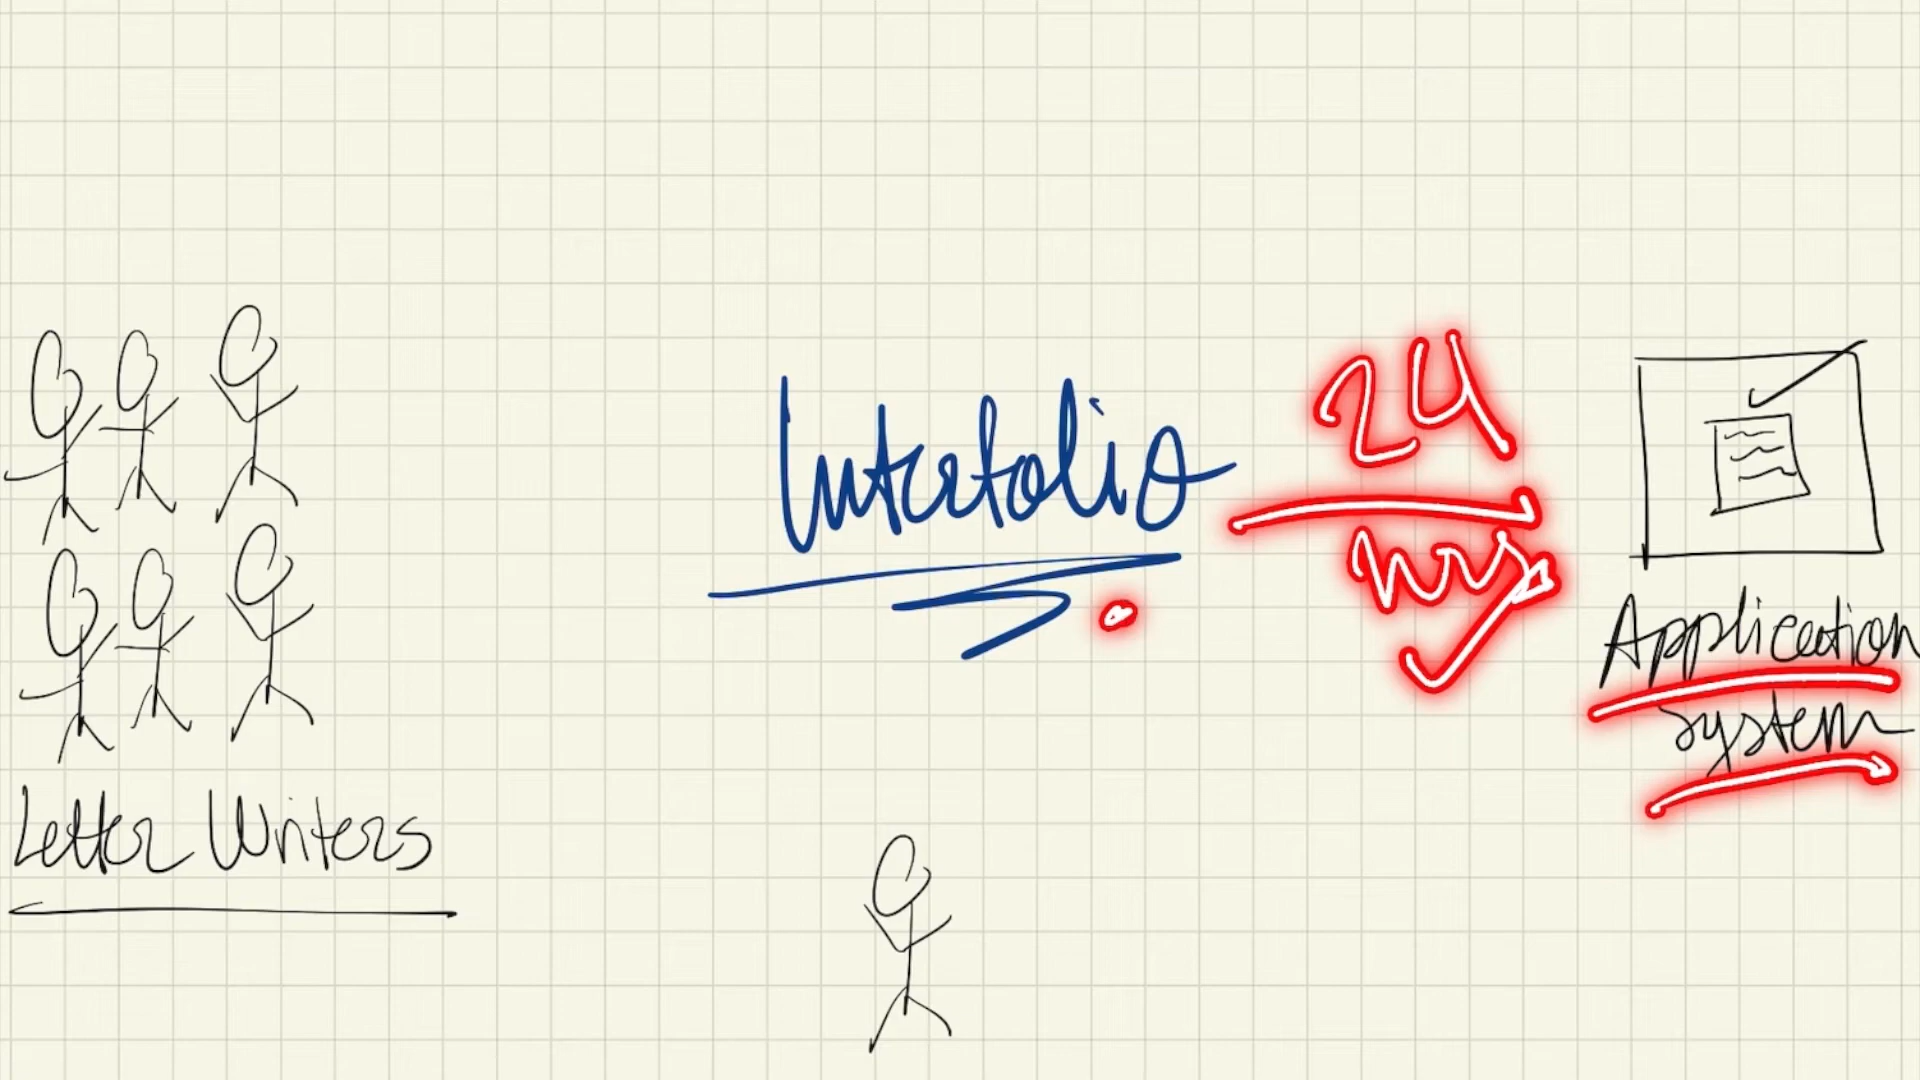 Interfolio
24
hrs
Application
System
Letter Writers